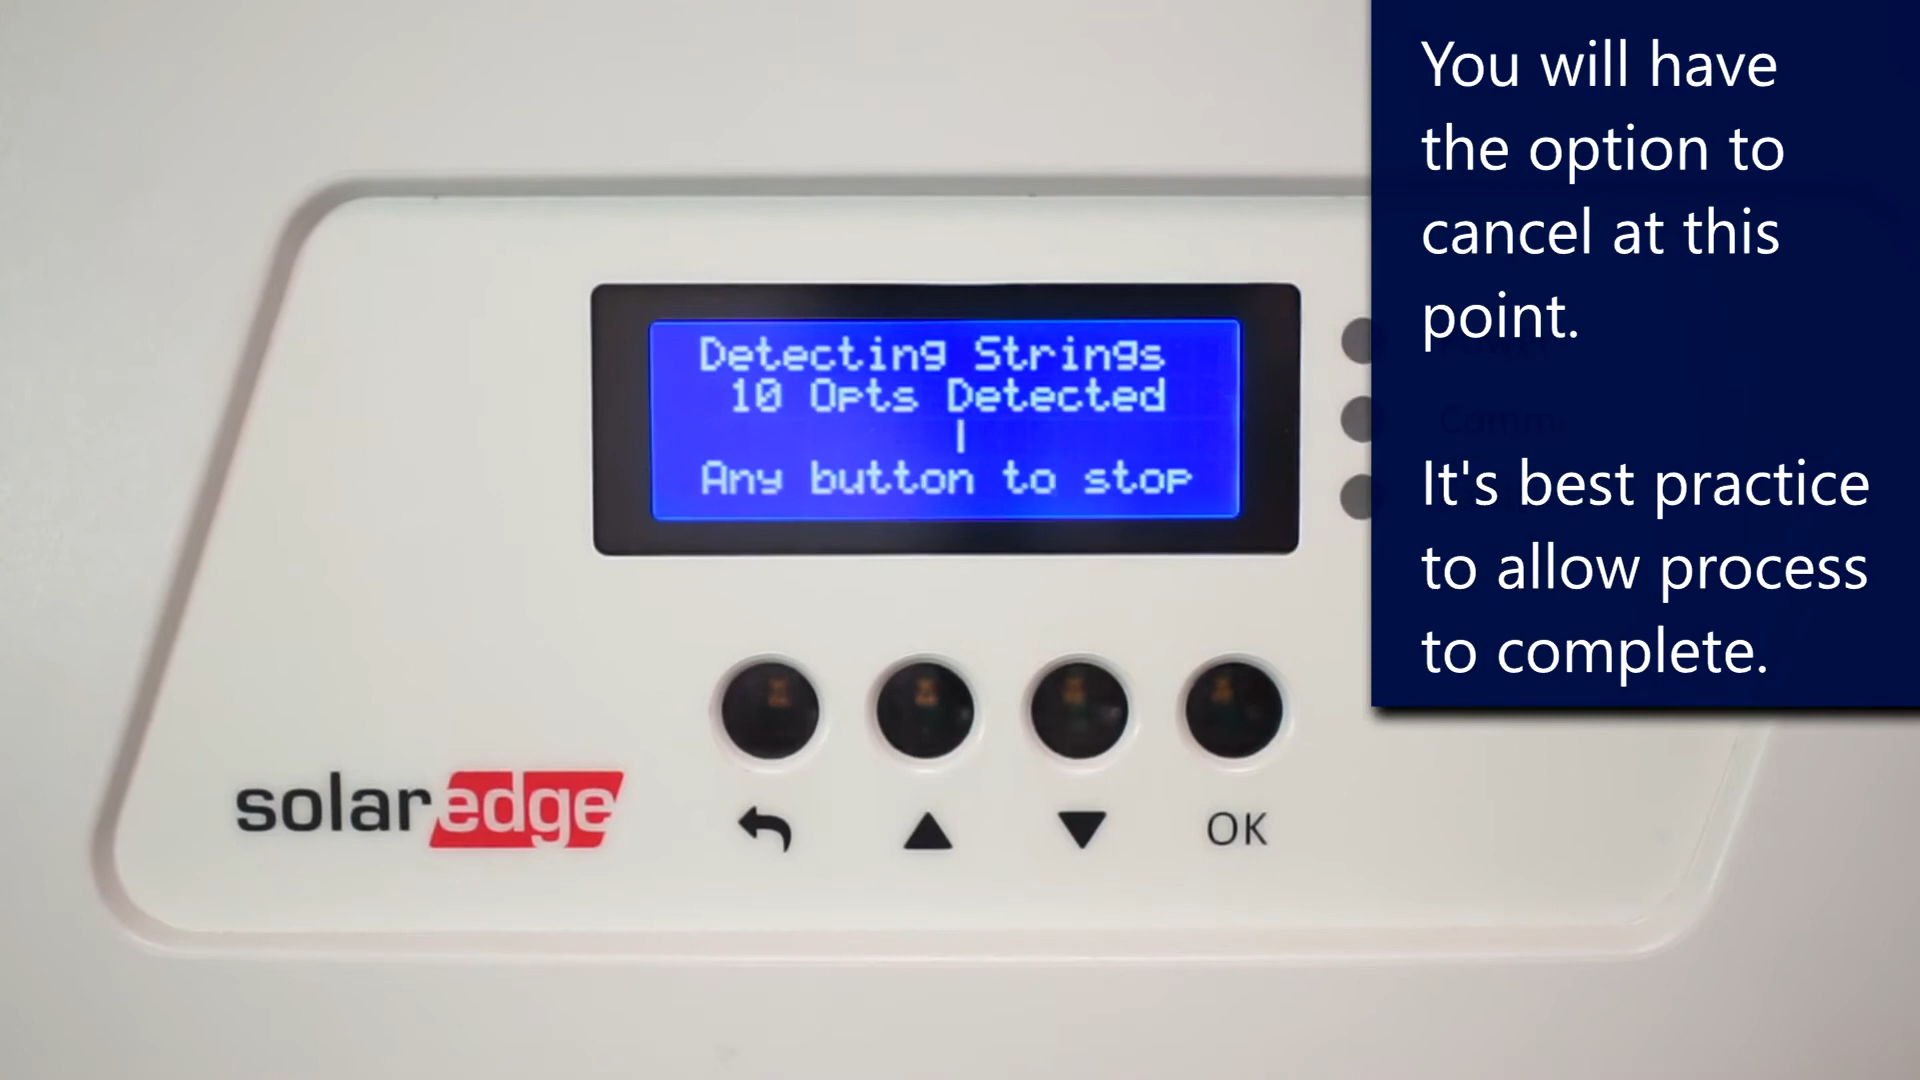 You will have
the option to
cancel at this
point.
It's best practice
to allow process
to complete.
Detecting Strings
10 Opts Detected
Any button to stop
Comm
solaredge
OK